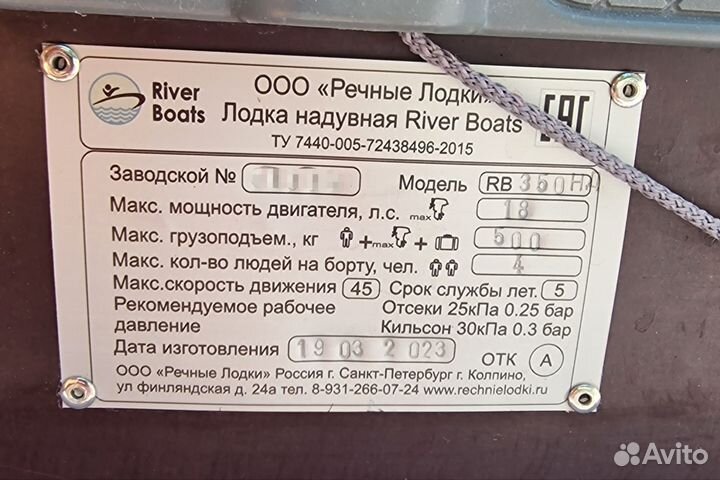 River Boats
ООО «Речные Лодки»
Лодка надувная River Boats
ТУ 7440-005-72438496-2015
EAC
Заводской № Модель RB 350
Макс. мощность двигателя, л.с. max 18
Макс. грузоподъем., кг + max + 500
Макс. кол-во людей на борту, чел. 4
Макс.скорость движения 45 Срок службы лет. 5
Рекомендуемое рабочее Отсеки 25кПа 0.25 бар
давление Кильсон 30кПа 0.3 бар
Дата изготовления 19 03 2 023 ОТК А
ООО «Речные Лодки» Россия г. Санкт-Петербург г. Колпино,
ул финляндская д. 24а тел. 8-931-266-07-24 www.rechnielodki.ru
Avito